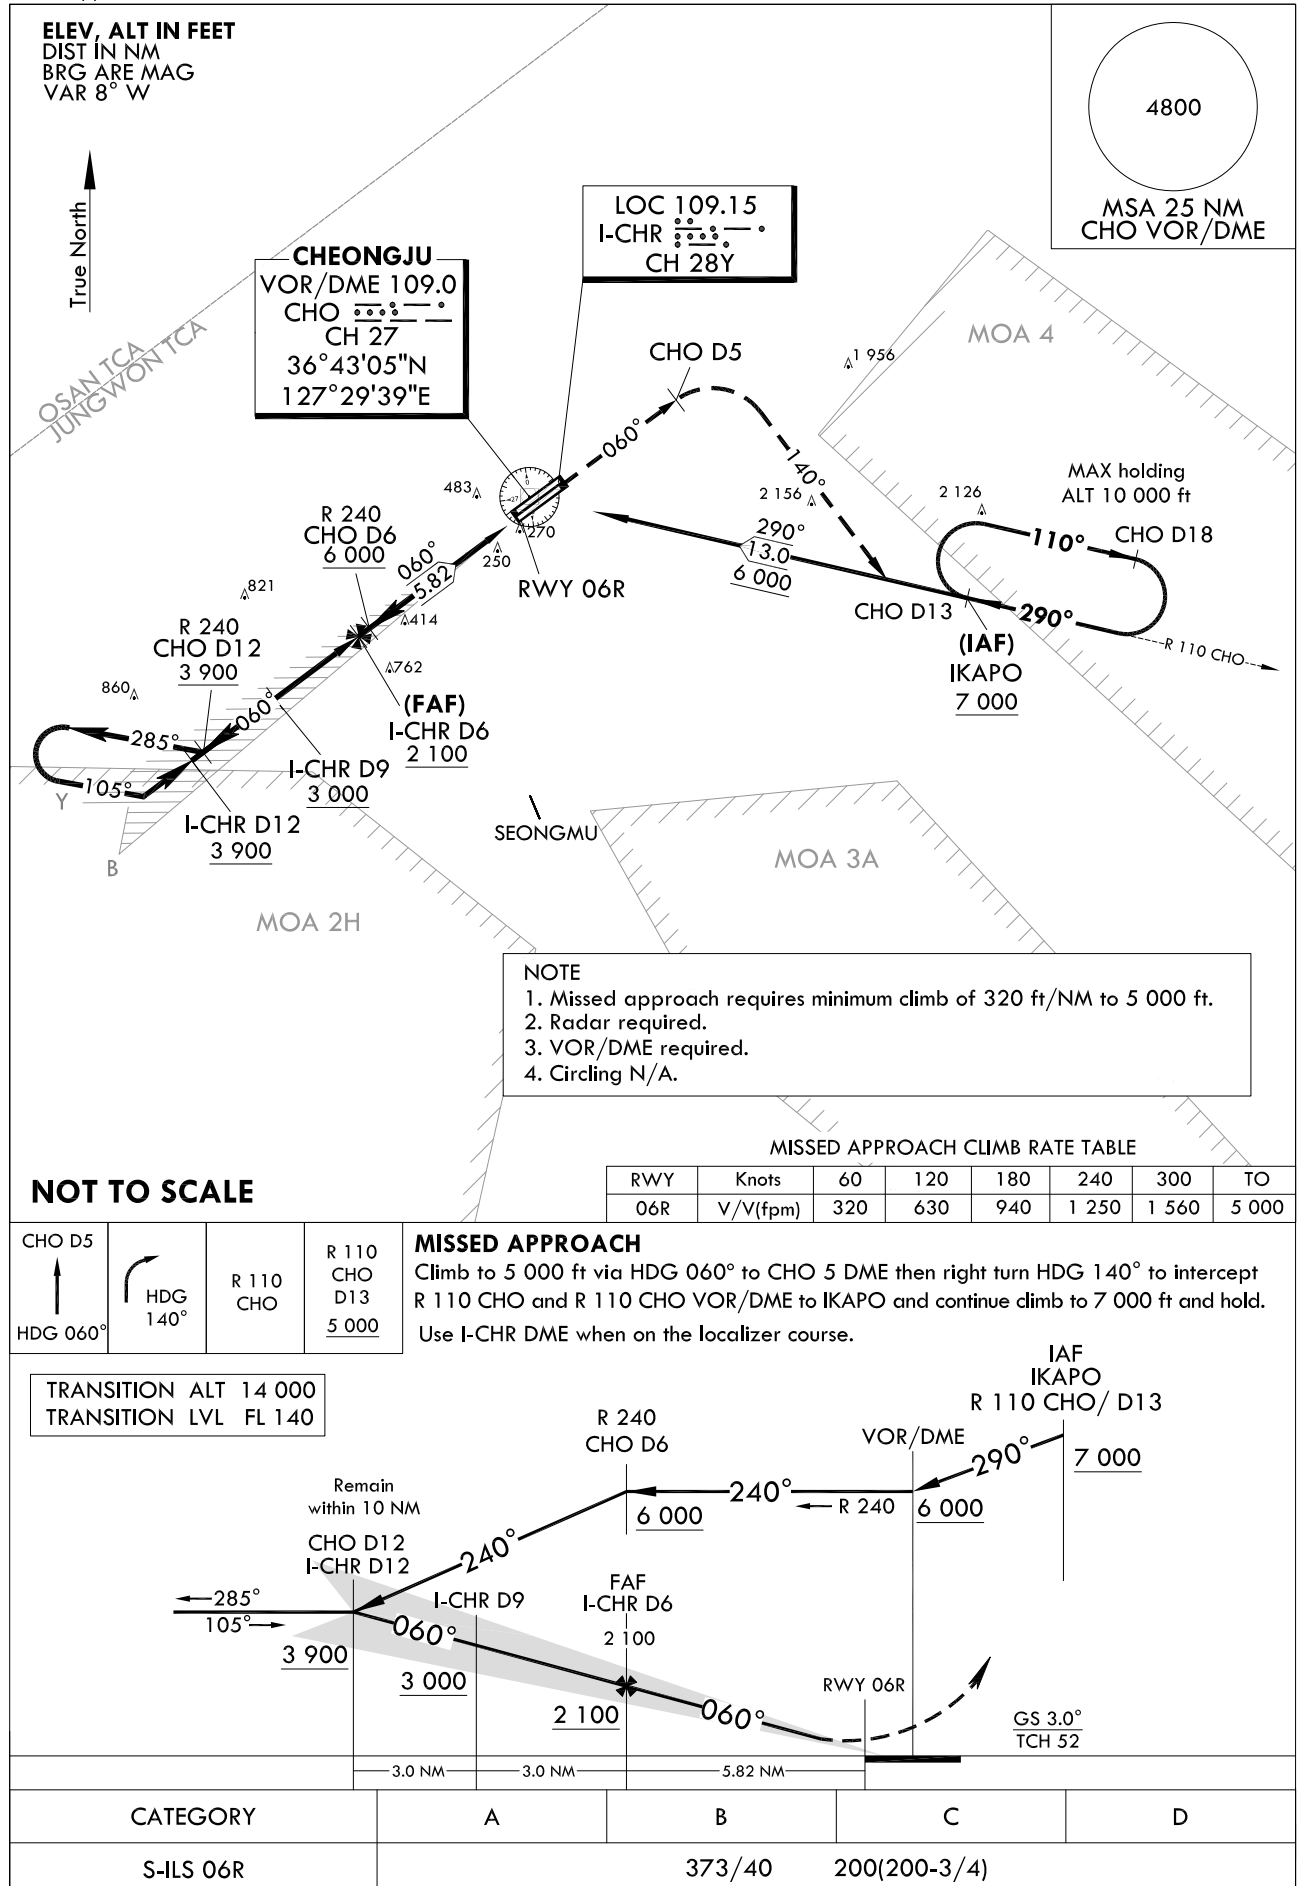 ELEV, ALT IN FEET
DIST IN NM
BRG ARE MAG
VAR 8° W
True North
4800
MSA 25 NM
CHO VOR/DME
LOC 109.15
I-CHR
CH 28Y
CHEONGJU
VOR/DME 109.0
CHO
CH 27
36°43'05"N
127°29'39"E
OSAN TCA
JUNGWON TCA
MOA 4
1 956
CHO D5
060°
140°
MAX holding
ALT 10 000 ft
483
2 156
2 126
110°
CHO D18
R 240
CHO D6
6 000
270
250
RWY 06R
290°
13.0
6 000
060°
5.82
821
414
CHO D13
290°
R 110 CHO
(IAF)
IKAPO
7 000
R 240
CHO D12
3 900
762
860
(FAF)
I-CHR D6
2 100
060°
285°
105°
I-CHR D9
3 000
Y
I-CHR D12
3 900
B
SEONGMU
MOA 3A
MOA 2H
NOTE
1. Missed approach requires minimum climb of 320 ft/NM to 5 000 ft.
2. Radar required.
3. VOR/DME required.
4. Circling N/A.
MISSED APPROACH CLIMB RATE TABLE
NOT TO SCALE
RWY Knots 60 120 180 240 300 TO
06R V/V(fpm) 320 630 940 1 250 1 560 5 000
CHO D5
HDG 060°
HDG
140°
R 110
CHO
R 110
CHO
D13
5 000
MISSED APPROACH
Climb to 5 000 ft via HDG 060° to CHO 5 DME then right turn HDG 140° to intercept
R 110 CHO and R 110 CHO VOR/DME to IKAPO and continue climb to 7 000 ft and hold.
Use I-CHR DME when on the localizer course.
TRANSITION ALT 14 000
TRANSITION LVL FL 140
IAF
IKAPO
R 110 CHO/ D13
7 000
R 240
CHO D6
VOR/DME
290°
240°
R 240
6 000
6 000
Remain
within 10 NM
CHO D12
I-CHR D12
240°
285°
105°
I-CHR D9
FAF
I-CHR D6
2 100
060°
3 900
3 000
2 100
060°
RWY 06R
GS 3.0°
TCH 52
3.0 NM 3.0 NM 5.82 NM
CATEGORY A B C D
S-ILS 06R 373/40 200(200-3/4)